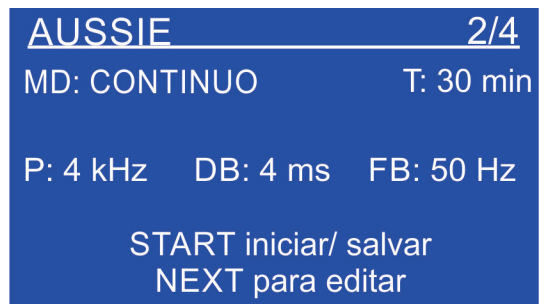 AUSSIE 2/4
MD: CONTINUO T: 30 min
P: 4 kHz DB: 4 ms FB: 50 Hz
START iniciar/ salvar
NEXT para editar